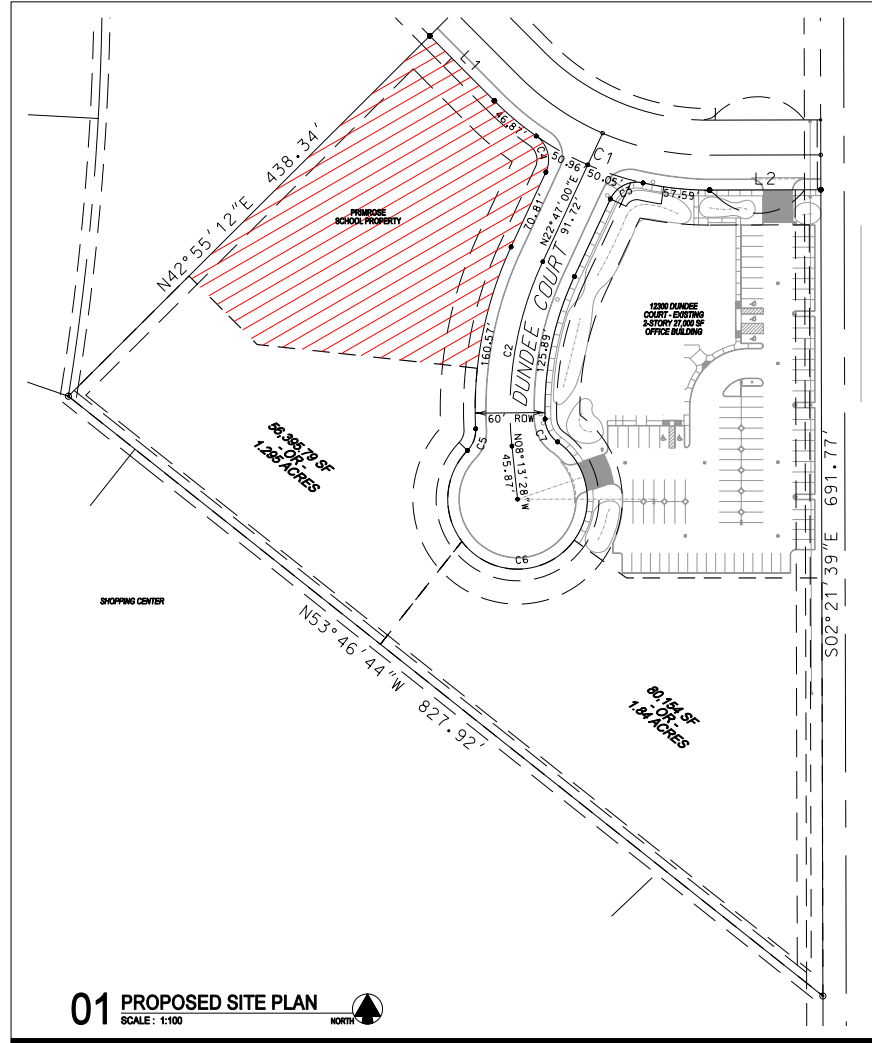 L1
46.87'
C4
50.96
C1
50.05'
C3
57.59'
L2
N42°55'12"E 438.34'
PRIMROSE
SCHOOL PROPERTY
70.81'
N22°47'00"E
91.72'
DUNDEE COURT
12300 DUNDEE
COURT - EXISTING
2-STORY 27,000 SF
OFFICE BUILDING
160.57'
C2
125.89'
60' ROW
C5
C7
N08°13'28"W
45.87'
C6
56,395.79 SF
- OR -
1.295 ACRES
S02°21'39"E 691.77'
SHOPPING CENTER
N53°46'44"W 827.92'
80,154 SF
- OR -
1.84 ACRES
01 PROPOSED SITE PLAN
SCALE : 1:100
NORTH